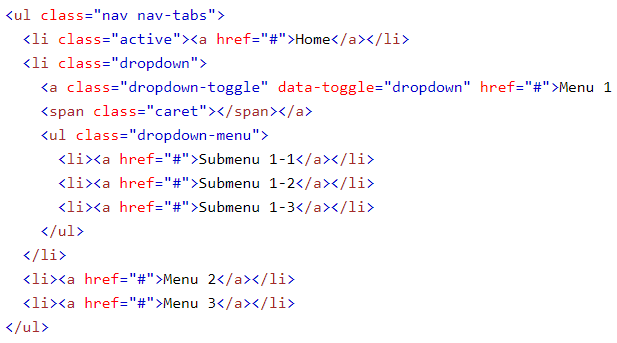 <ul class="nav nav-tabs">
  <li class="active"><a href="#">Home</a></li>
  <li class="dropdown">
    <a class="dropdown-toggle" data-toggle="dropdown" href="#">Menu 1
    <span class="caret"></span></a>
    <ul class="dropdown-menu">
      <li><a href="#">Submenu 1-1</a></li>
      <li><a href="#">Submenu 1-2</a></li>
      <li><a href="#">Submenu 1-3</a></li>
    </ul>
  </li>
  <li><a href="#">Menu 2</a></li>
  <li><a href="#">Menu 3</a></li>
</ul>